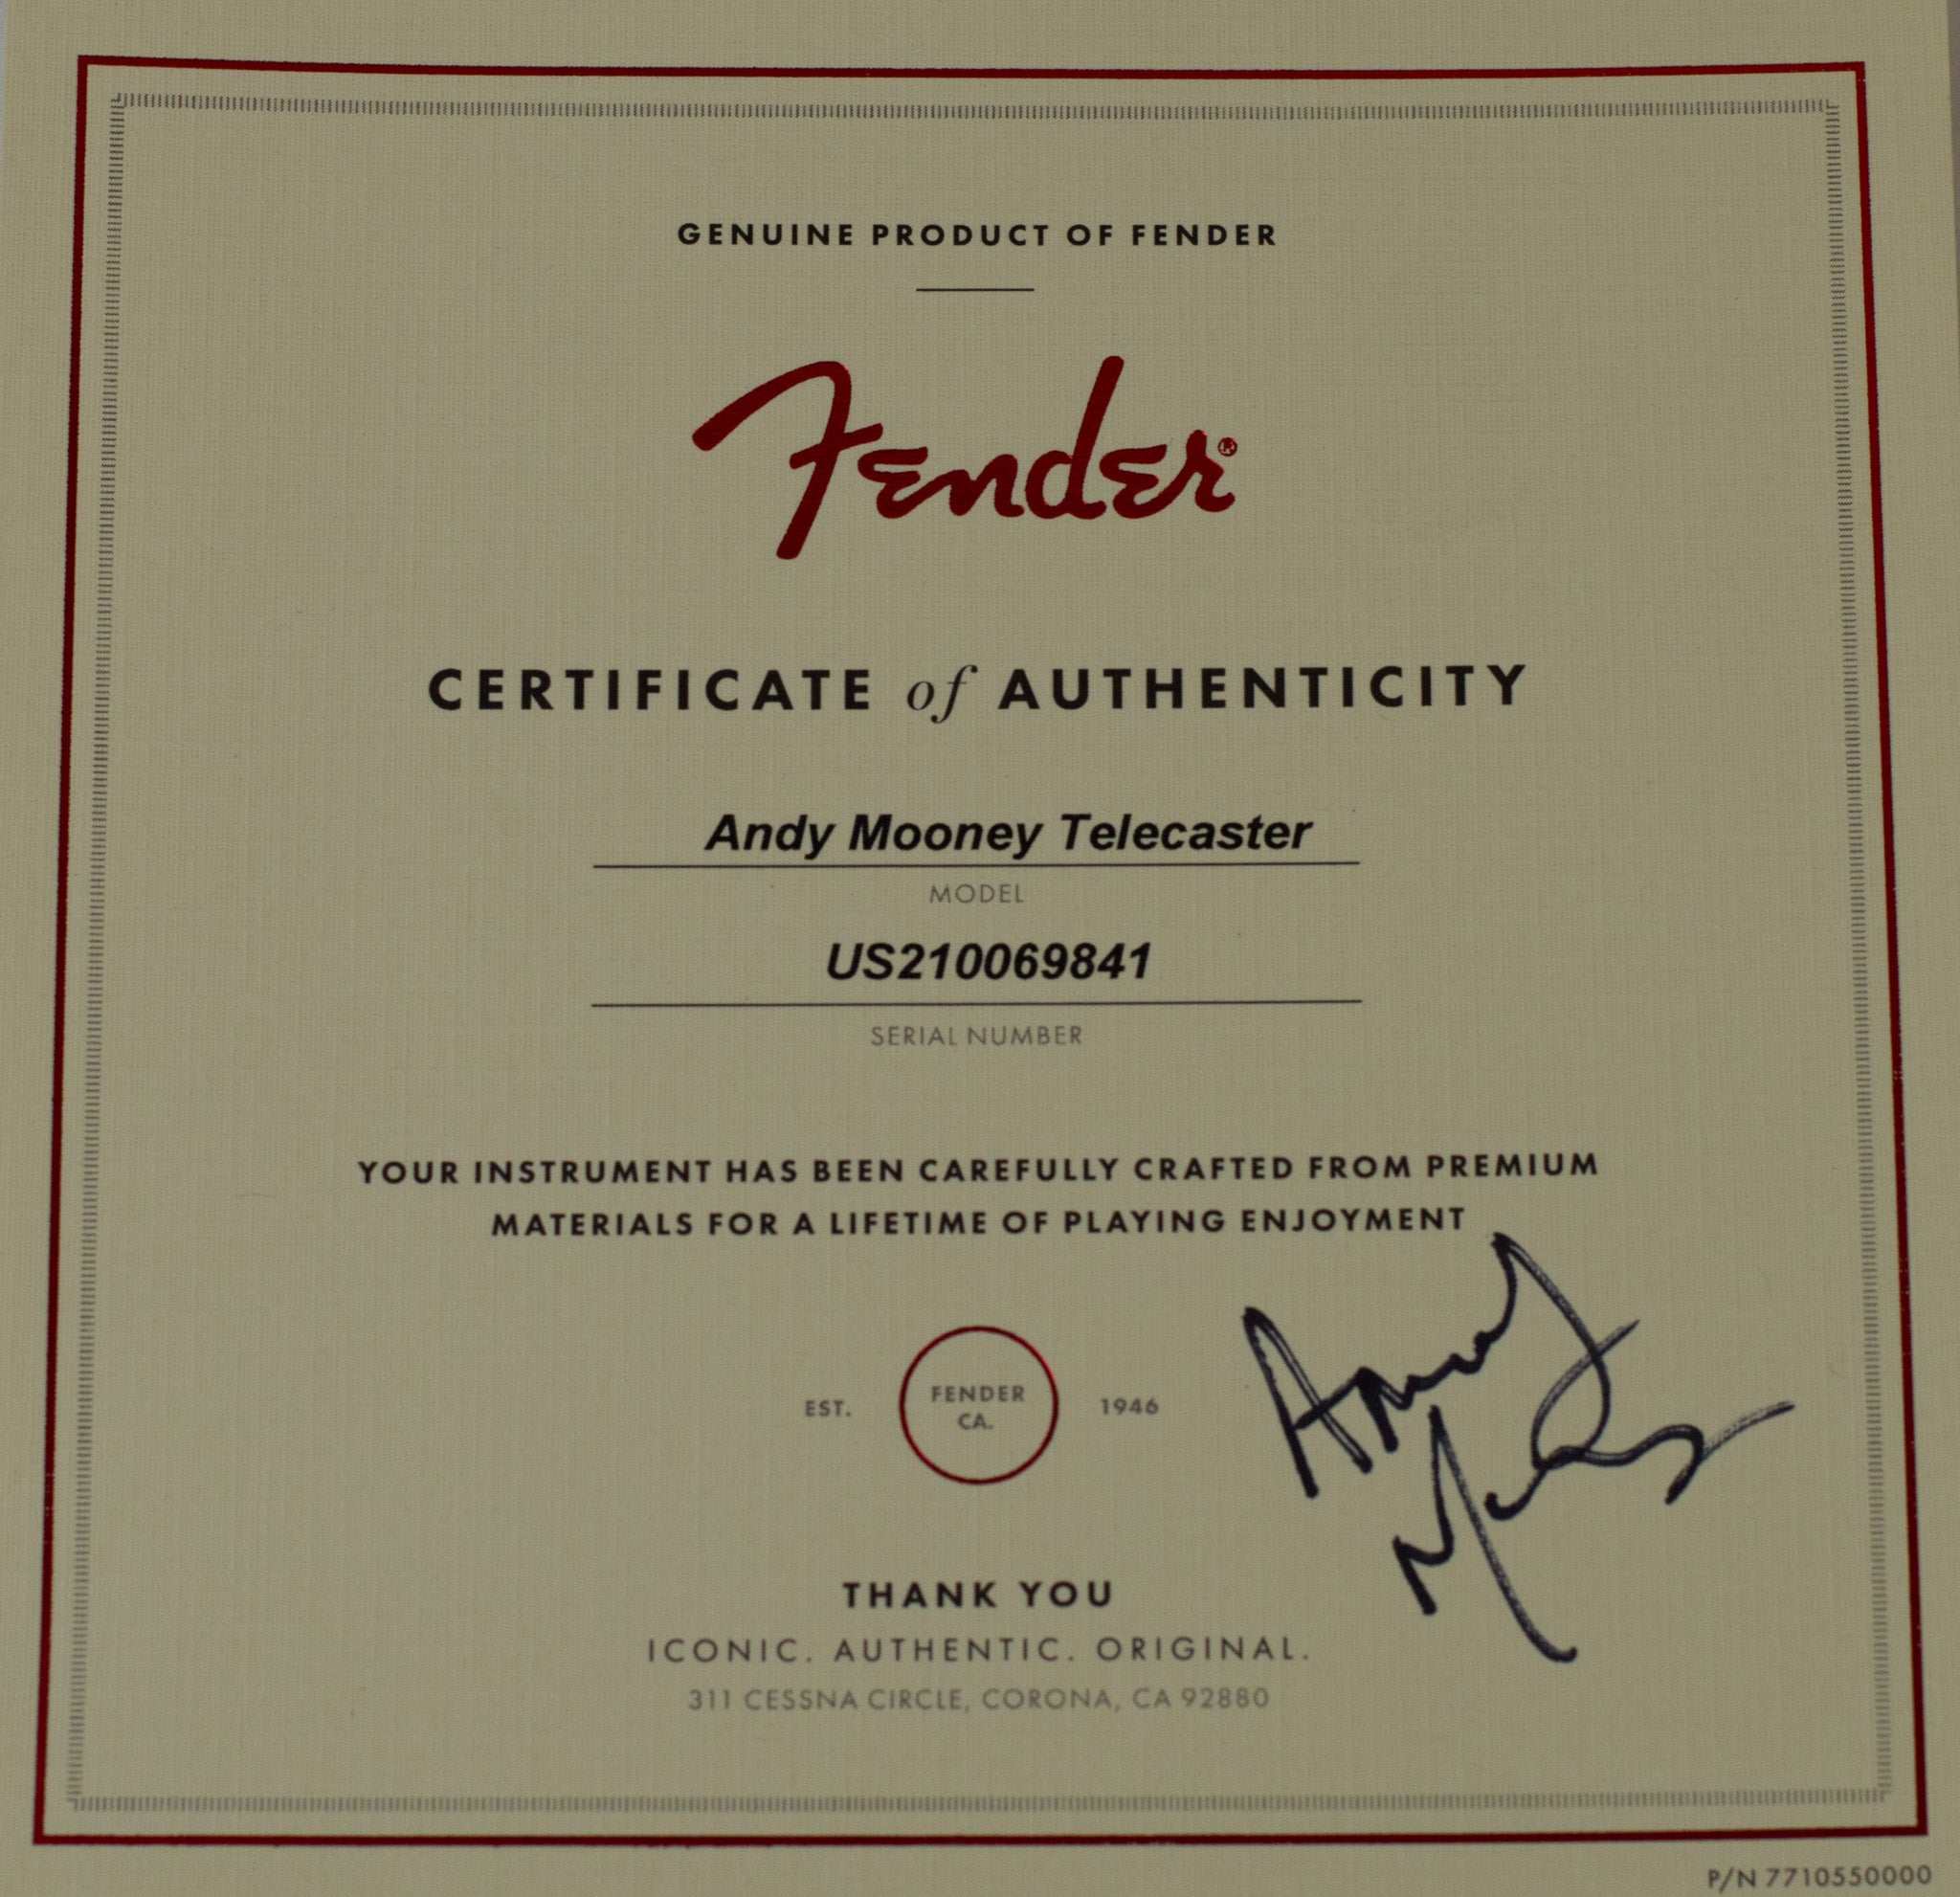 GENUINE PRODUCT OF FENDER
Fender®
CERTIFICATE of AUTHENTICITY
Andy Mooney Telecaster
MODEL
US210069841
SERIAL NUMBER
YOUR INSTRUMENT HAS BEEN CAREFULLY CRAFTED FROM PREMIUM
MATERIALS FOR A LIFETIME OF PLAYING ENJOYMENT
EST. FENDER CA. 1946
Andy
Mooney
THANK YOU
ICONIC. AUTHENTIC. ORIGINAL.
311 CESSNA CIRCLE, CORONA, CA 92880
P/N 7710550000